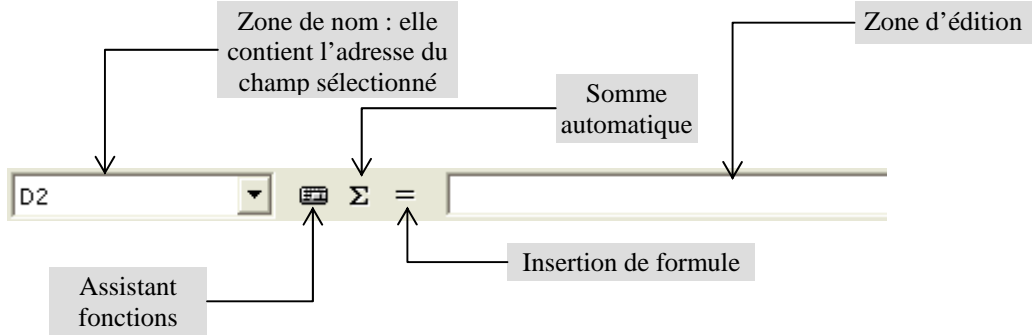 Zone de nom : elle
contient l’adresse du
champ sélectionné
Zone d’édition
Somme
automatique
D2
Σ
=
Insertion de formule
Assistant
fonctions